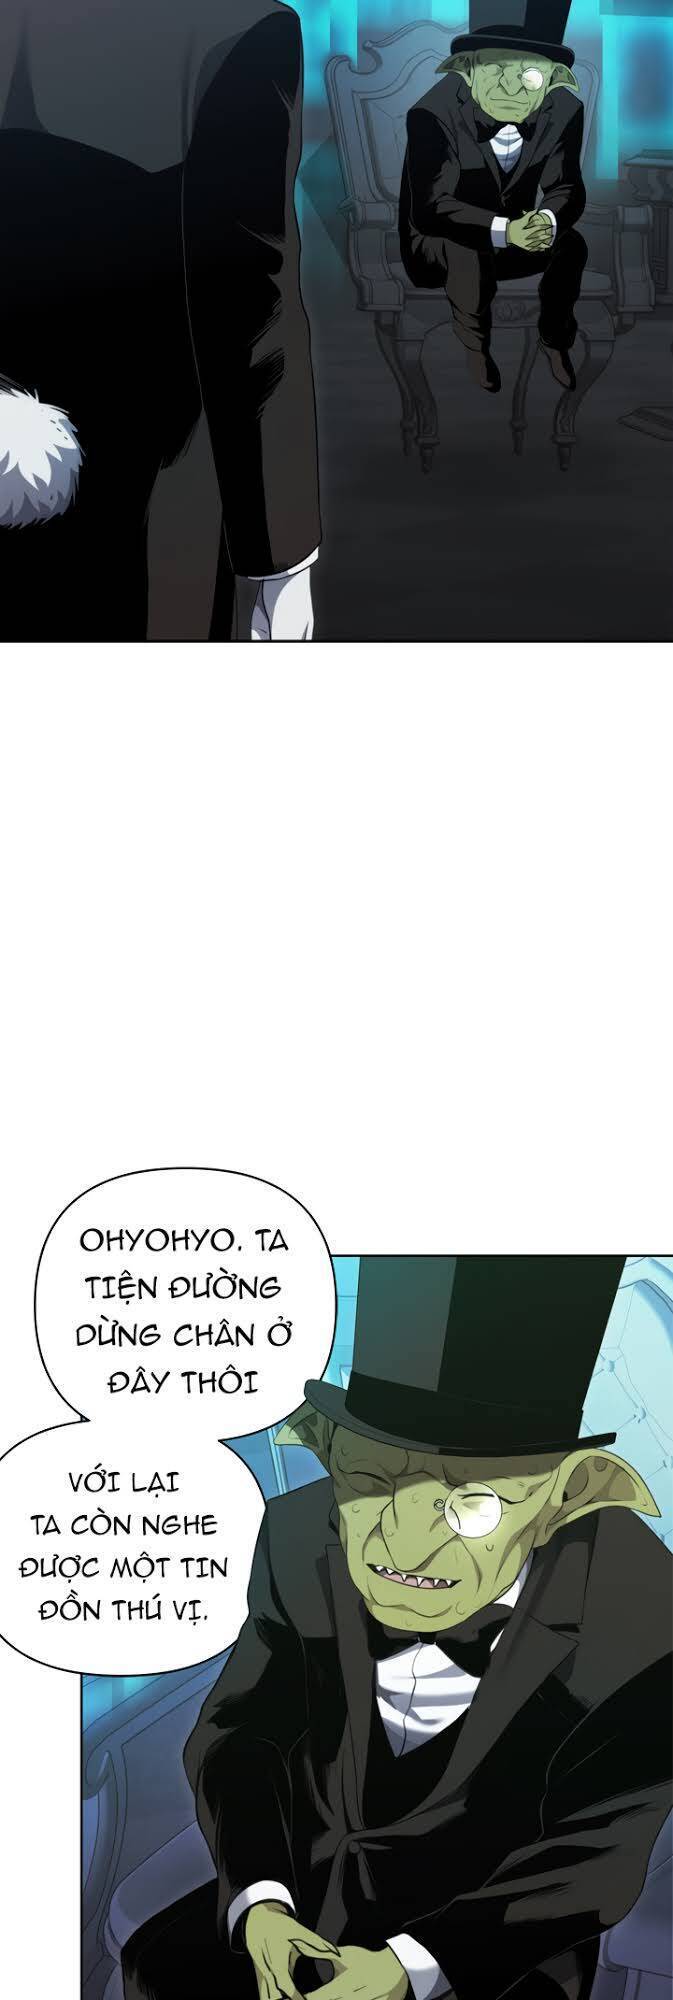 OHYOHYO. TA
TIỆN ĐƯỜNG
DỪNG CHÂN Ở
ĐÂY THÔI
VỚI LẠI
TA CÒN NGHE
ĐƯỢC MỘT TIN
ĐỒN THÚ VỊ.